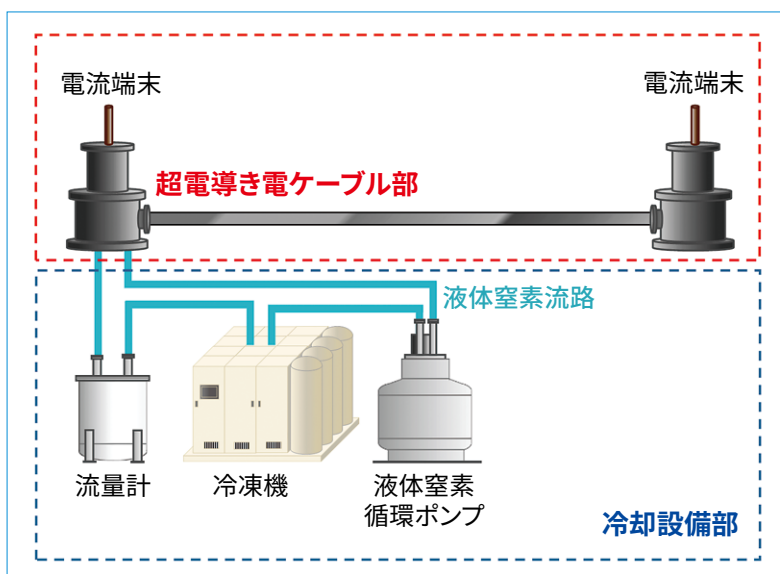 電流端末
電流端末
超電導き電ケーブル部
液体窒素流路
流量計
冷凍機
液体窒素
循環ポンプ
冷却設備部